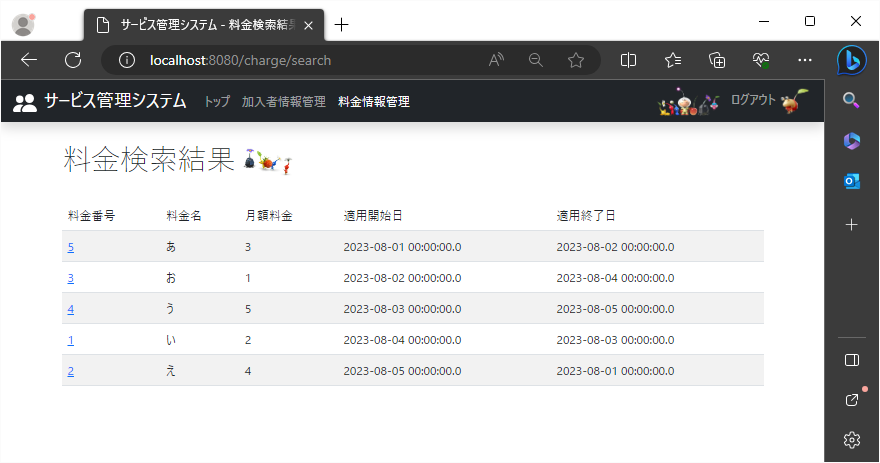 サービス管理システム - 料金検索結果
localhost:8080/charge/search
サービス管理システム トップ 加入者情報管理 料金情報管理 ログアウト
料金検索結果
料金番号 料金名 月額料金 適用開始日 適用終了日
5 あ 3 2023-08-01 00:00:00.0 2023-08-02 00:00:00.0
3 お 1 2023-08-02 00:00:00.0 2023-08-04 00:00:00.0
4 う 5 2023-08-03 00:00:00.0 2023-08-05 00:00:00.0
1 い 2 2023-08-04 00:00:00.0 2023-08-03 00:00:00.0
2 え 4 2023-08-05 00:00:00.0 2023-08-01 00:00:00.0